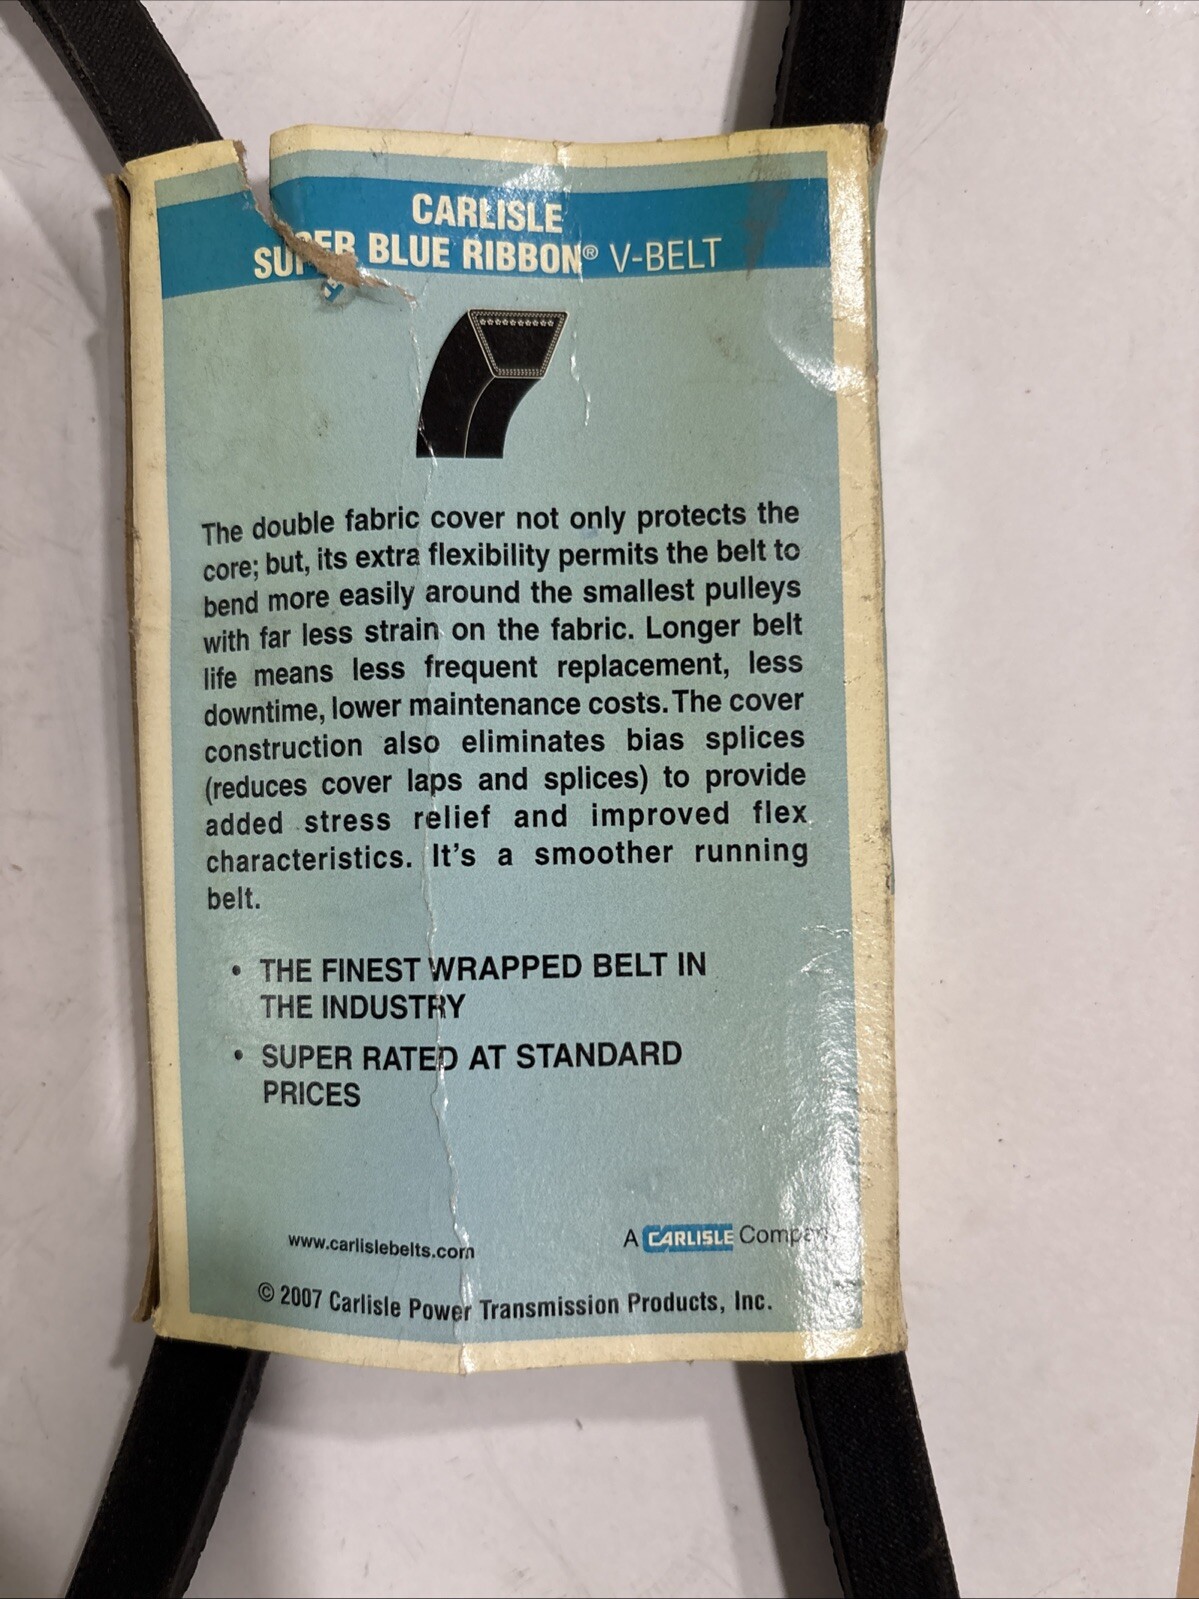 CARLISLE
SUPER BLUE RIBBON® V-BELT
The double fabric cover not only protects the
core; but, its extra flexibility permits the belt to
bend more easily around the smallest pulleys
with far less strain on the fabric. Longer belt
life means less frequent replacement, less
downtime, lower maintenance costs. The cover
construction also eliminates bias splices
(reduces cover laps and splices) to provide
added stress relief and improved flex
characteristics. It's a smoother running
belt.
• THE FINEST WRAPPED BELT IN
THE INDUSTRY
• SUPER RATED AT STANDARD
PRICES
www.carlislebelts.com
A CARLISLE Company
© 2007 Carlisle Power Transmission Products, Inc.